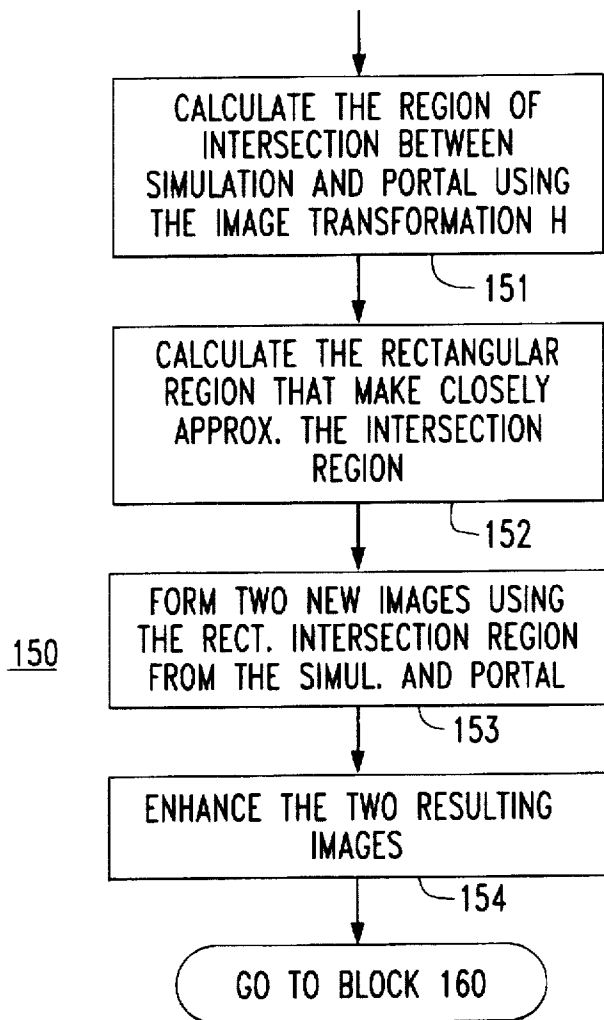 CALCULATE THE REGION OF
INTERSECTION BETWEEN
SIMULATION AND PORTAL USING
THE IMAGE TRANSFORMATION H
151
CALCULATE THE RECTANGULAR
REGION THAT MAKE CLOSELY
APPROX. THE INTERSECTION
REGION
152
150
FORM TWO NEW IMAGES USING
THE RECT. INTERSECTION REGION
FROM THE SIMUL. AND PORTAL
153
ENHANCE THE TWO RESULTING
IMAGES
154
GO TO BLOCK 160